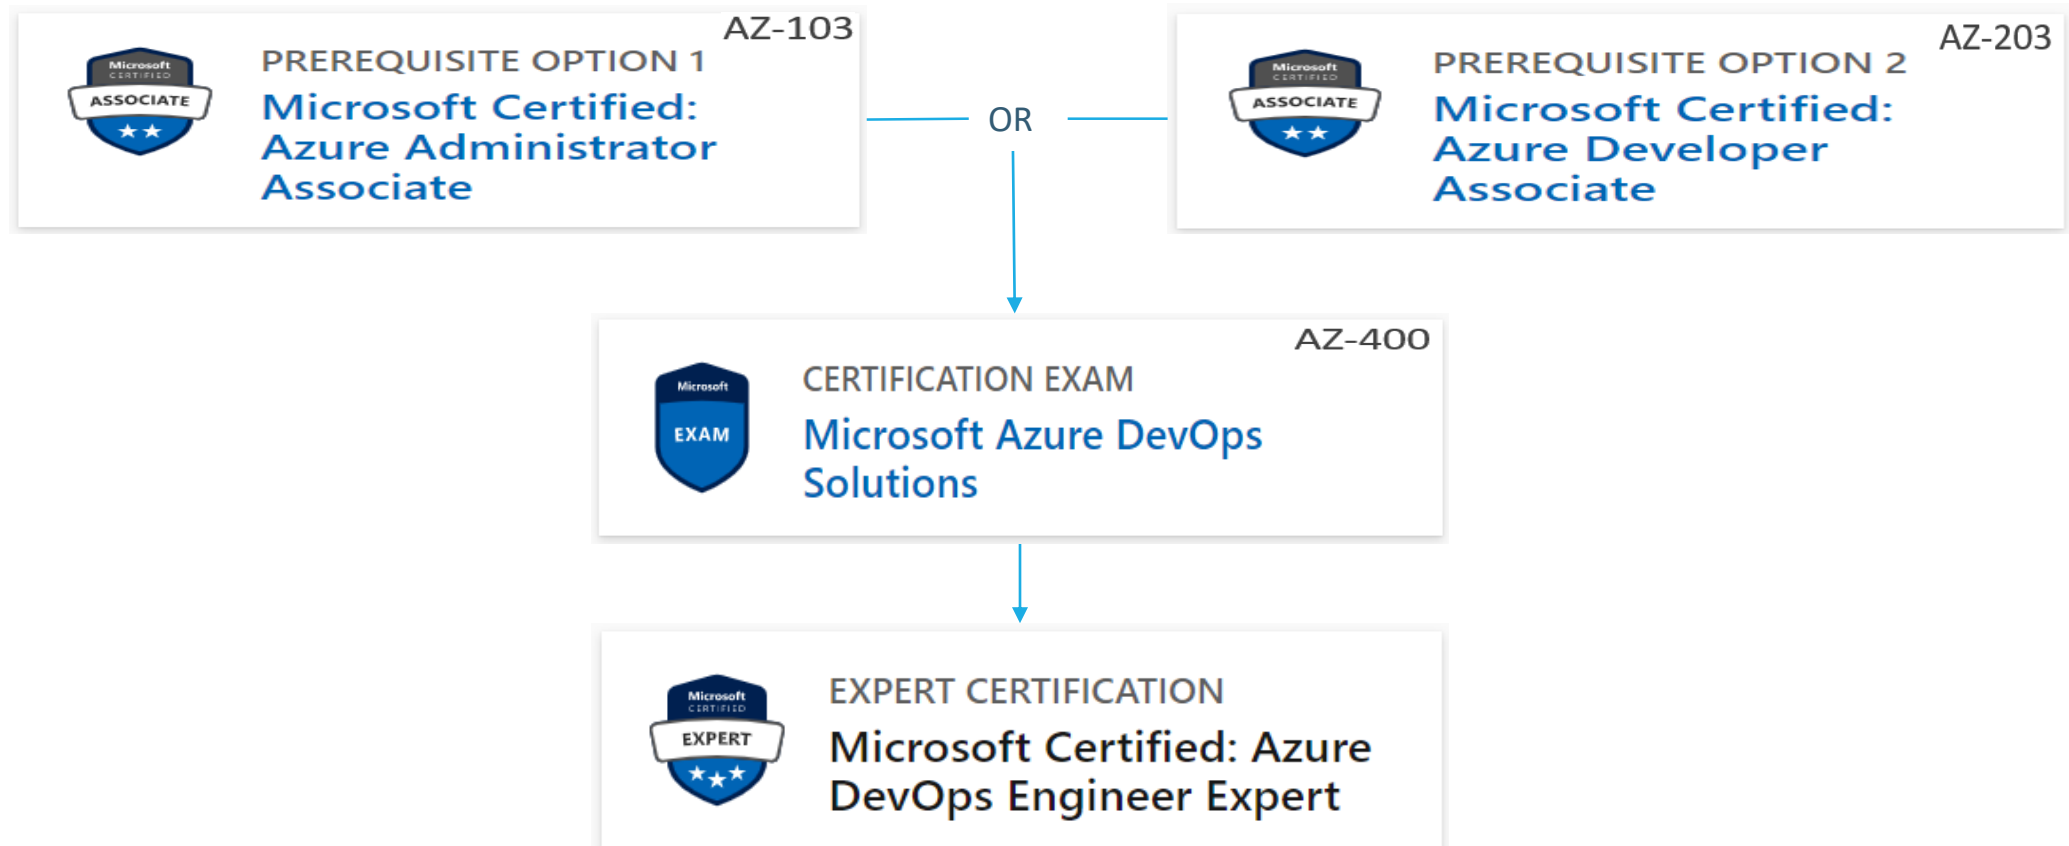 AZ-103
Microsoft
CERTIFIED
ASSOCIATE
PREREQUISITE OPTION 1
Microsoft Certified:
Azure Administrator
Associate
OR
AZ-203
Microsoft
CERTIFIED
ASSOCIATE
PREREQUISITE OPTION 2
Microsoft Certified:
Azure Developer
Associate
AZ-400
Microsoft
EXAM
CERTIFICATION EXAM
Microsoft Azure DevOps
Solutions
Microsoft
CERTIFIED
EXPERT
EXPERT CERTIFICATION
Microsoft Certified: Azure
DevOps Engineer Expert